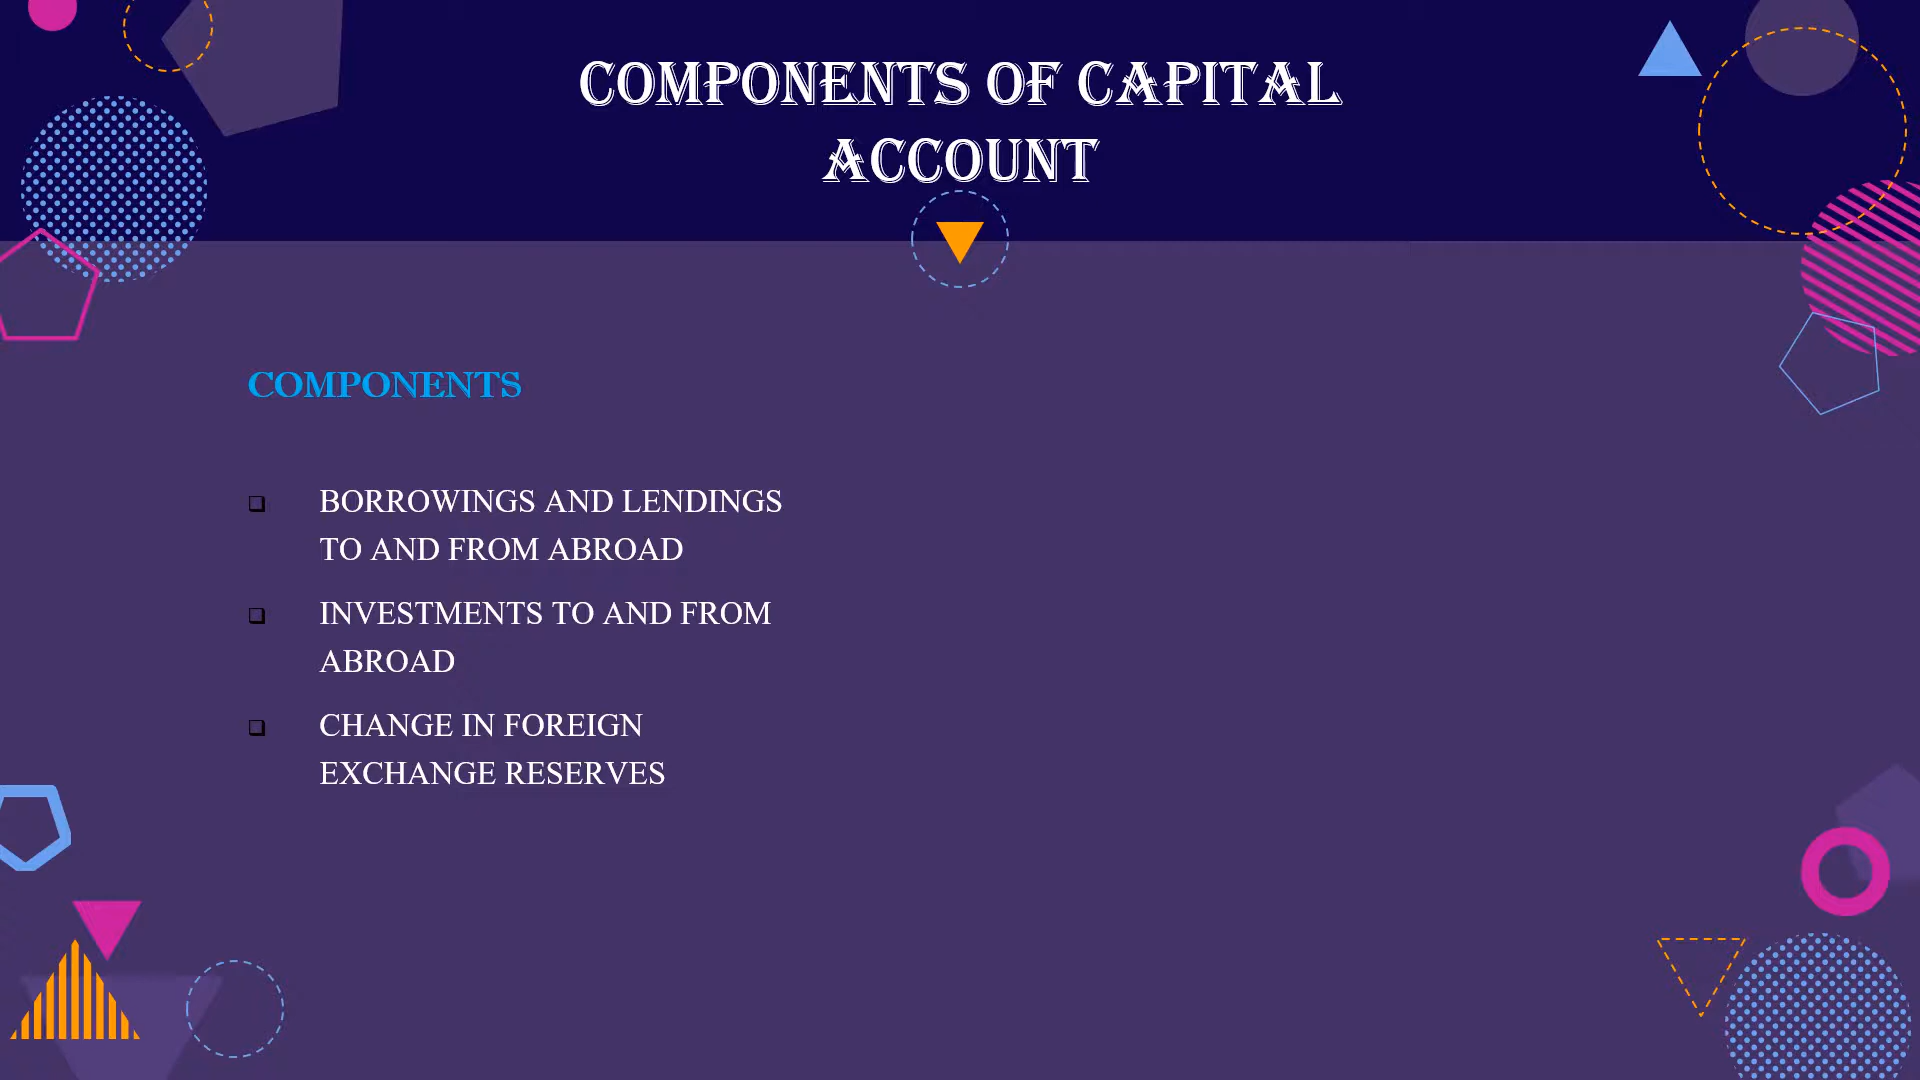 COMPONENTS OF CAPITAL
ACCOUNT
COMPONENTS
BORROWINGS AND LENDINGS
TO AND FROM ABROAD
INVESTMENTS TO AND FROM
ABROAD
CHANGE IN FOREIGN
EXCHANGE RESERVES